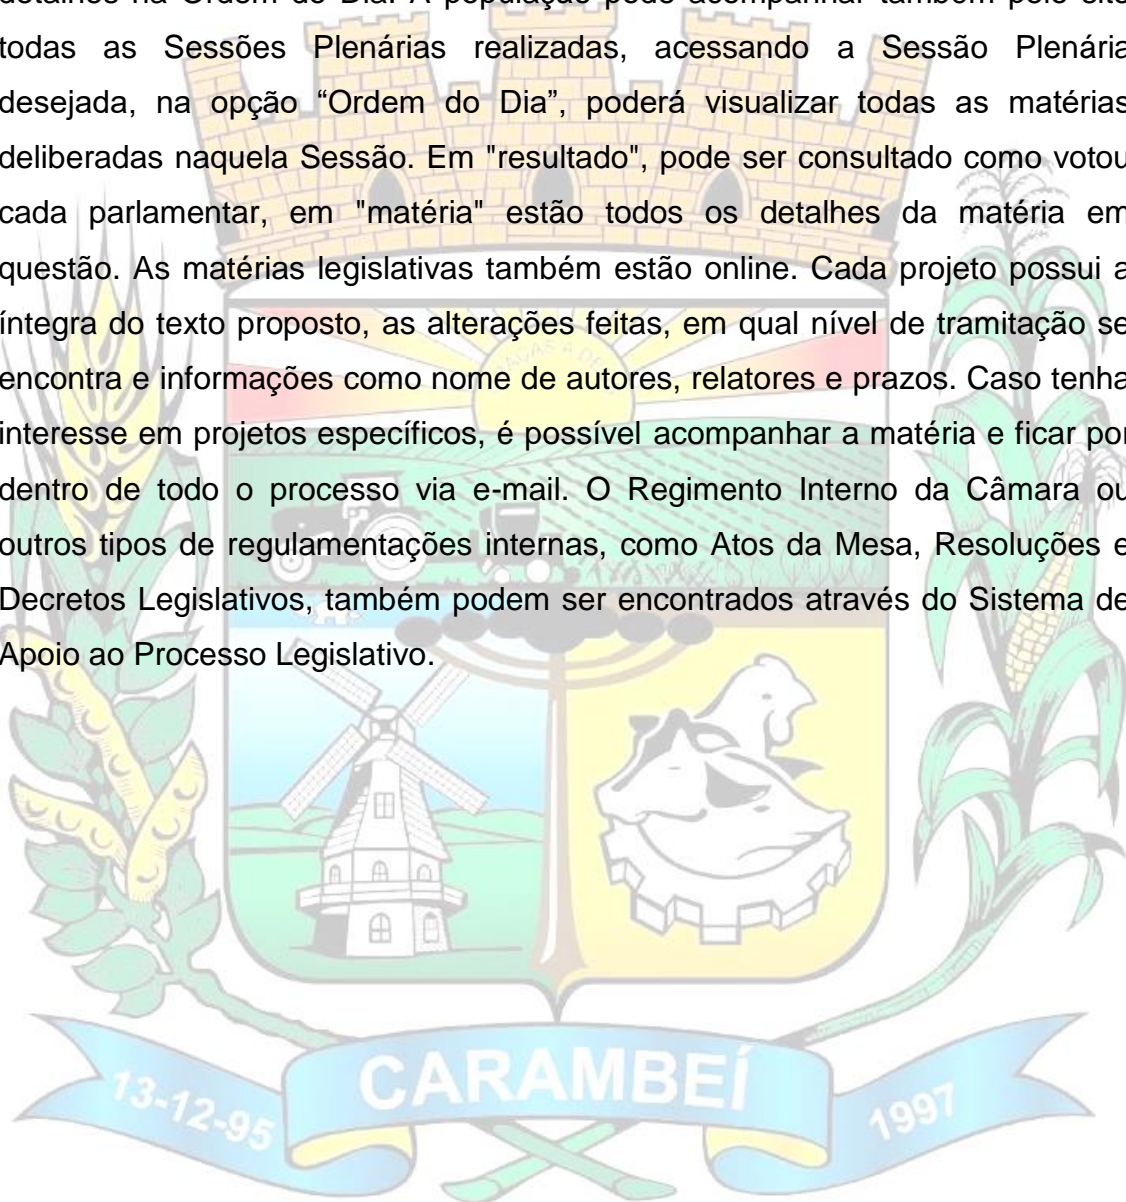 detalhes na Ordem do Dia. A população pode acompanhar também pelo site
todas as Sessões Plenárias realizadas, acessando a Sessão Plenária
desejada, na opção “Ordem do Dia”, poderá visualizar todas as matérias
deliberadas naquela Sessão. Em "resultado", pode ser consultado como votou
cada parlamentar, em "matéria" estão todos os detalhes da matéria em
questão. As matérias legislativas também estão online. Cada projeto possui a
íntegra do texto proposto, as alterações feitas, em qual nível de tramitação se
encontra e informações como nome de autores, relatores e prazos. Caso tenha
interesse em projetos específicos, é possível acompanhar a matéria e ficar por
dentro de todo o processo via e-mail. O Regimento Interno da Câmara ou
outros tipos de regulamentações internas, como Atos da Mesa, Resoluções e
Decretos Legislativos, também podem ser encontrados através do Sistema de
Apoio ao Processo Legislativo.
CARAMBEÍ
13-12-95
1997